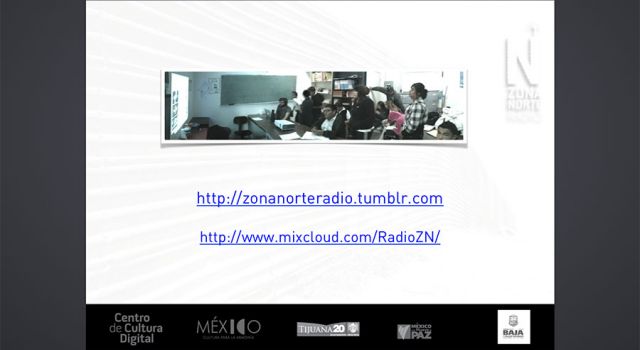 N
ZONA
NORTE
RADIO
http://zonanorteradio.tumblr.com
http://www.mixcloud.com/RadioZN/
Centro
de Cultura
Digital
MÉXICO
CULTURA PARA LA ARMONÍA
TIJUANA 20
MÉXICO
PAZ
BAJA